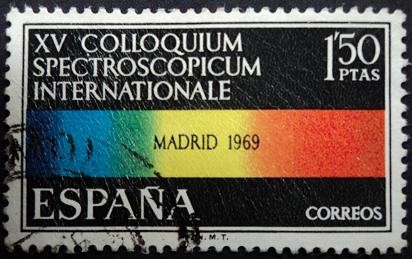 XV COLLOQUIUM
SPECTROSCOPICUM
INTERNATIONALE
1'50
PTAS
MADRID 1969
ESPAÑA
CORREOS
F.N.M.T.